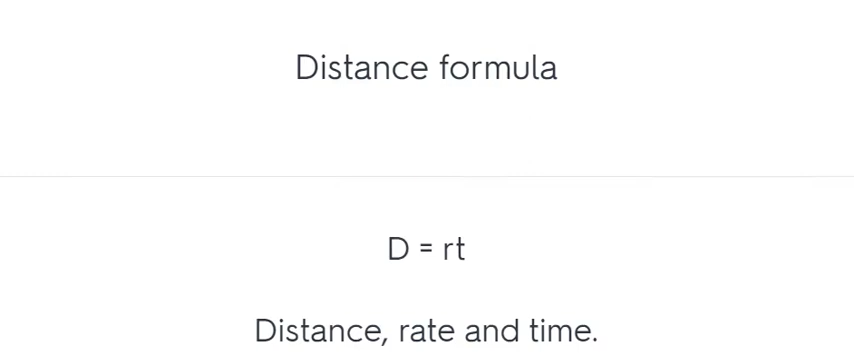 Distance formula
D = rt
Distance, rate and time.